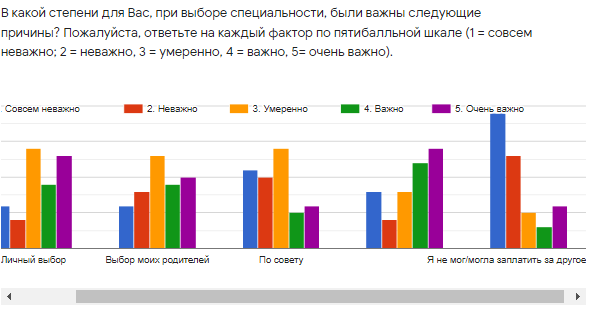 В какой степени для Вас, при выборе специальности, были важны следующие
причины? Пожалуйста, ответьте на каждый фактор по пятибалльной шкале (1 = совсем
неважно; 2 = неважно, 3 = умеренно, 4 = важно, 5= очень важно).
Совсем неважно 2. Неважно 3. Умеренно 4. Важно 5. Очень важно
Личный выбор Выбор моих родителей По совету Я не мог/могла заплатить за другое